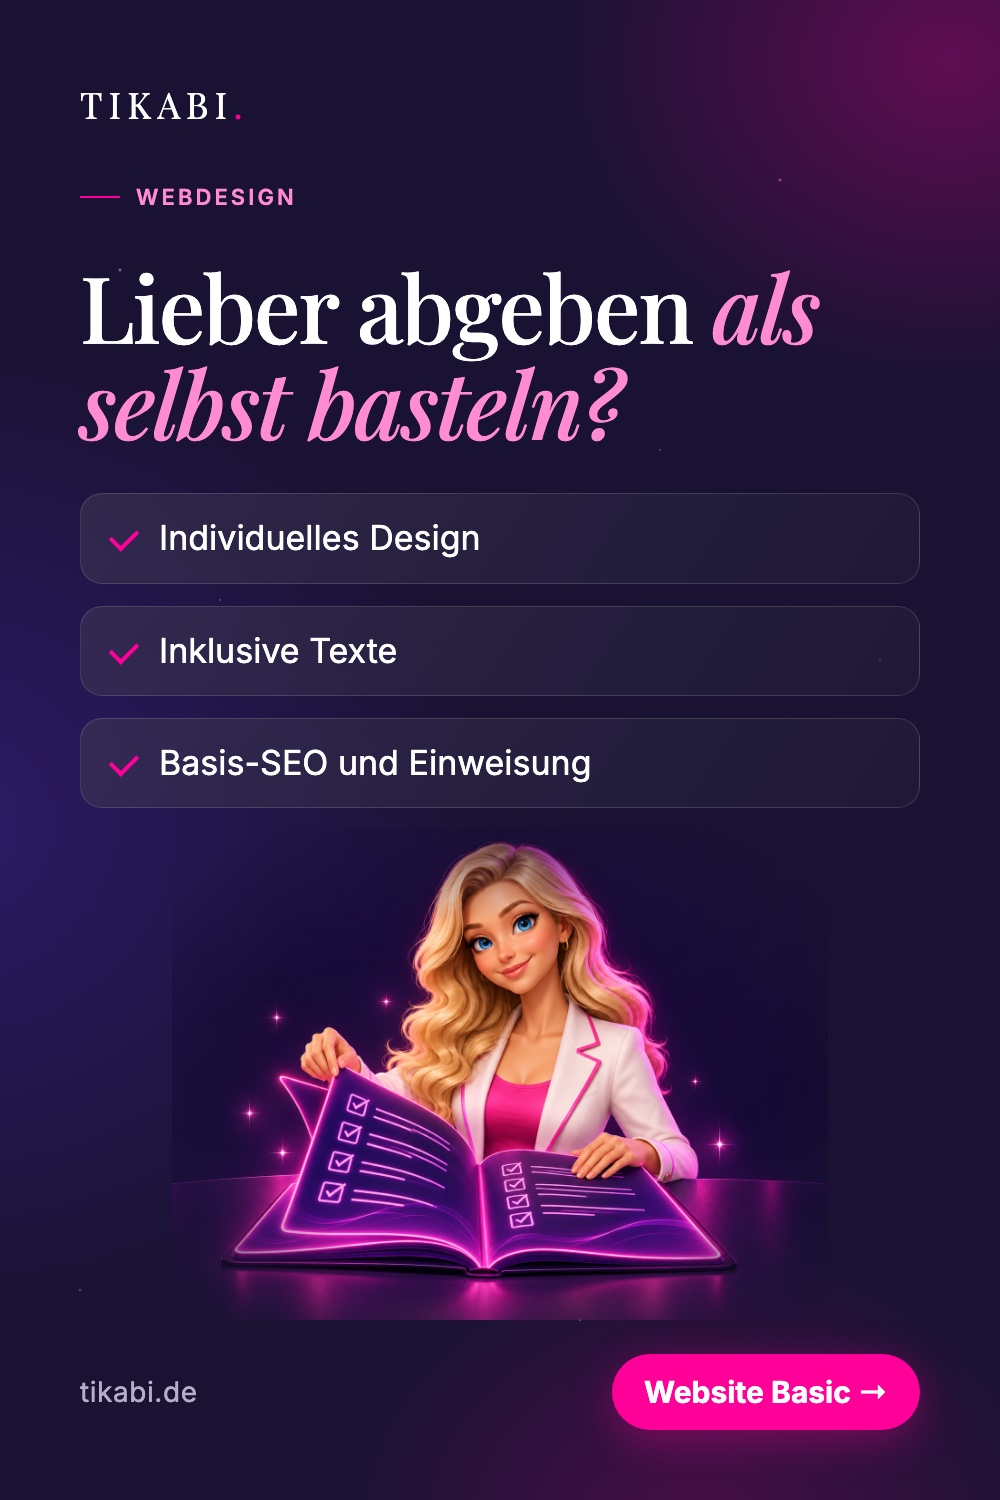 TIKABI.
WEBDESIGN
Lieber abgeben als
selbst basteln?
Individuelles Design
Inklusive Texte
Basis-SEO und Einweisung
tikabi.de
Website Basic →